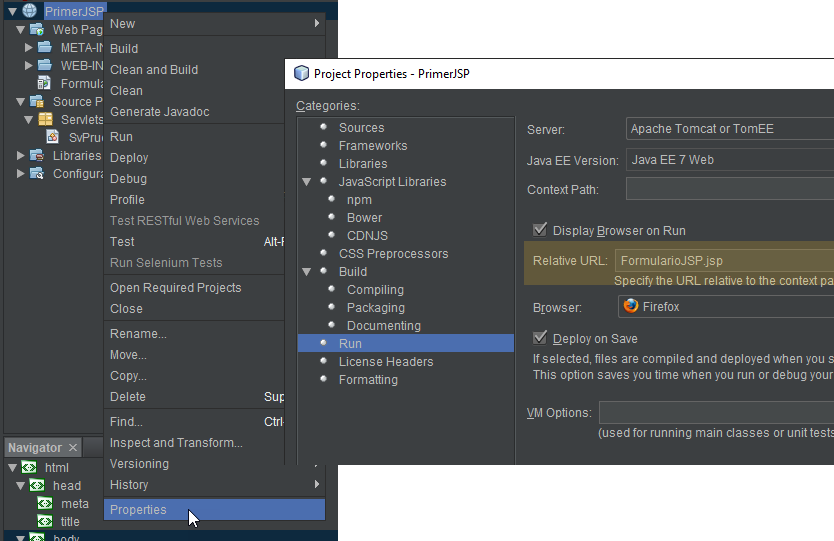 PrimerJSP
Web Pag
META-IN
WEB-IN
Formula
Source P
Servlets
SvPrue
Libraries
Configura
New
Build
Clean and Build
Clean
Generate Javadoc
Run
Deploy
Debug
Profile
Test RESTful Web Services
Test Alt-F
Run Selenium Tests
Open Required Projects
Close
Rename...
Move...
Copy...
Delete Sup
Find... Ctrl-
Inspect and Transform...
Versioning
History
Properties
Navigator
html
head
meta
title
body
Project Properties - PrimerJSP
Categories:
Sources
Frameworks
Libraries
JavaScript Libraries
npm
Bower
CDNJS
CSS Preprocessors
Build
Compiling
Packaging
Documenting
Run
License Headers
Formatting
Server: Apache Tomcat or TomEE
Java EE Version: Java EE 7 Web
Context Path:
Display Browser on Run
Relative URL: FormularioJSP.jsp
Specify the URL relative to the context pa
Browser: Firefox
Deploy on Save
If selected, files are compiled and deployed when you s
This option saves you time when you run or debug your
VM Options:
(used for running main classes or unit tests